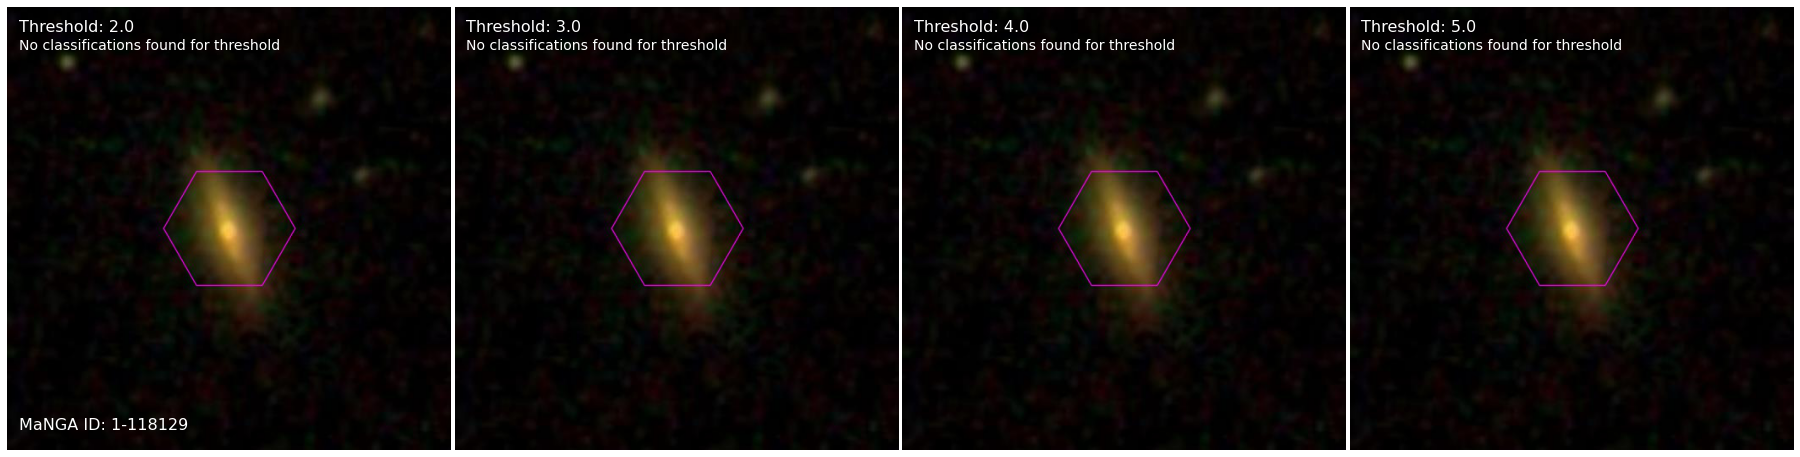 Threshold: 2.0
No classifications found for threshold
MaNGA ID: 1-118129
Threshold: 3.0
No classifications found for threshold
Threshold: 4.0
No classifications found for threshold
Threshold: 5.0
No classifications found for threshold